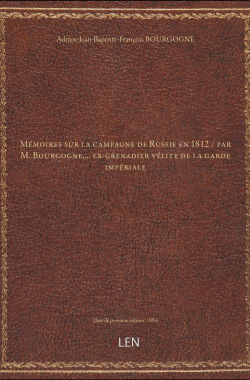 Adrien-Jean-Baptiste-François BOURGOGNE
MÉMOIRES SUR LA CAMPAGNE DE RUSSIE EN 1812 / PAR
M. BOURGOGNE,... EX-GRENADIER VÉLITE DE LA GARDE
IMPÉRIALE
Date de première édition :
LEN